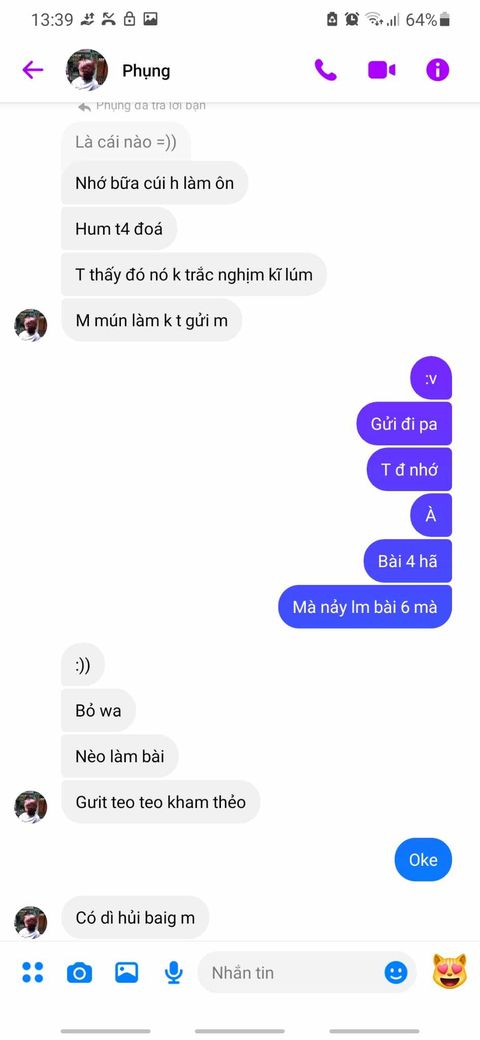 13:39
64%
Phụng
Phụng đã trả lời bạn
Là cái nào =))
Nhớ bữa cúi h làm ôn
Hum t4 đoá
T thấy đó nó k trắc nghịm kĩ lúm
M mún làm k t gửi m
:v
Gửi đi pa
T đ nhớ
À
Bài 4 hã
Mà nảy lm bài 6 mà
:))
Bỏ wa
Nèo làm bài
Gưit teo teo kham thẻo
Oke
Có dì hủi baig m
Nhắn tin